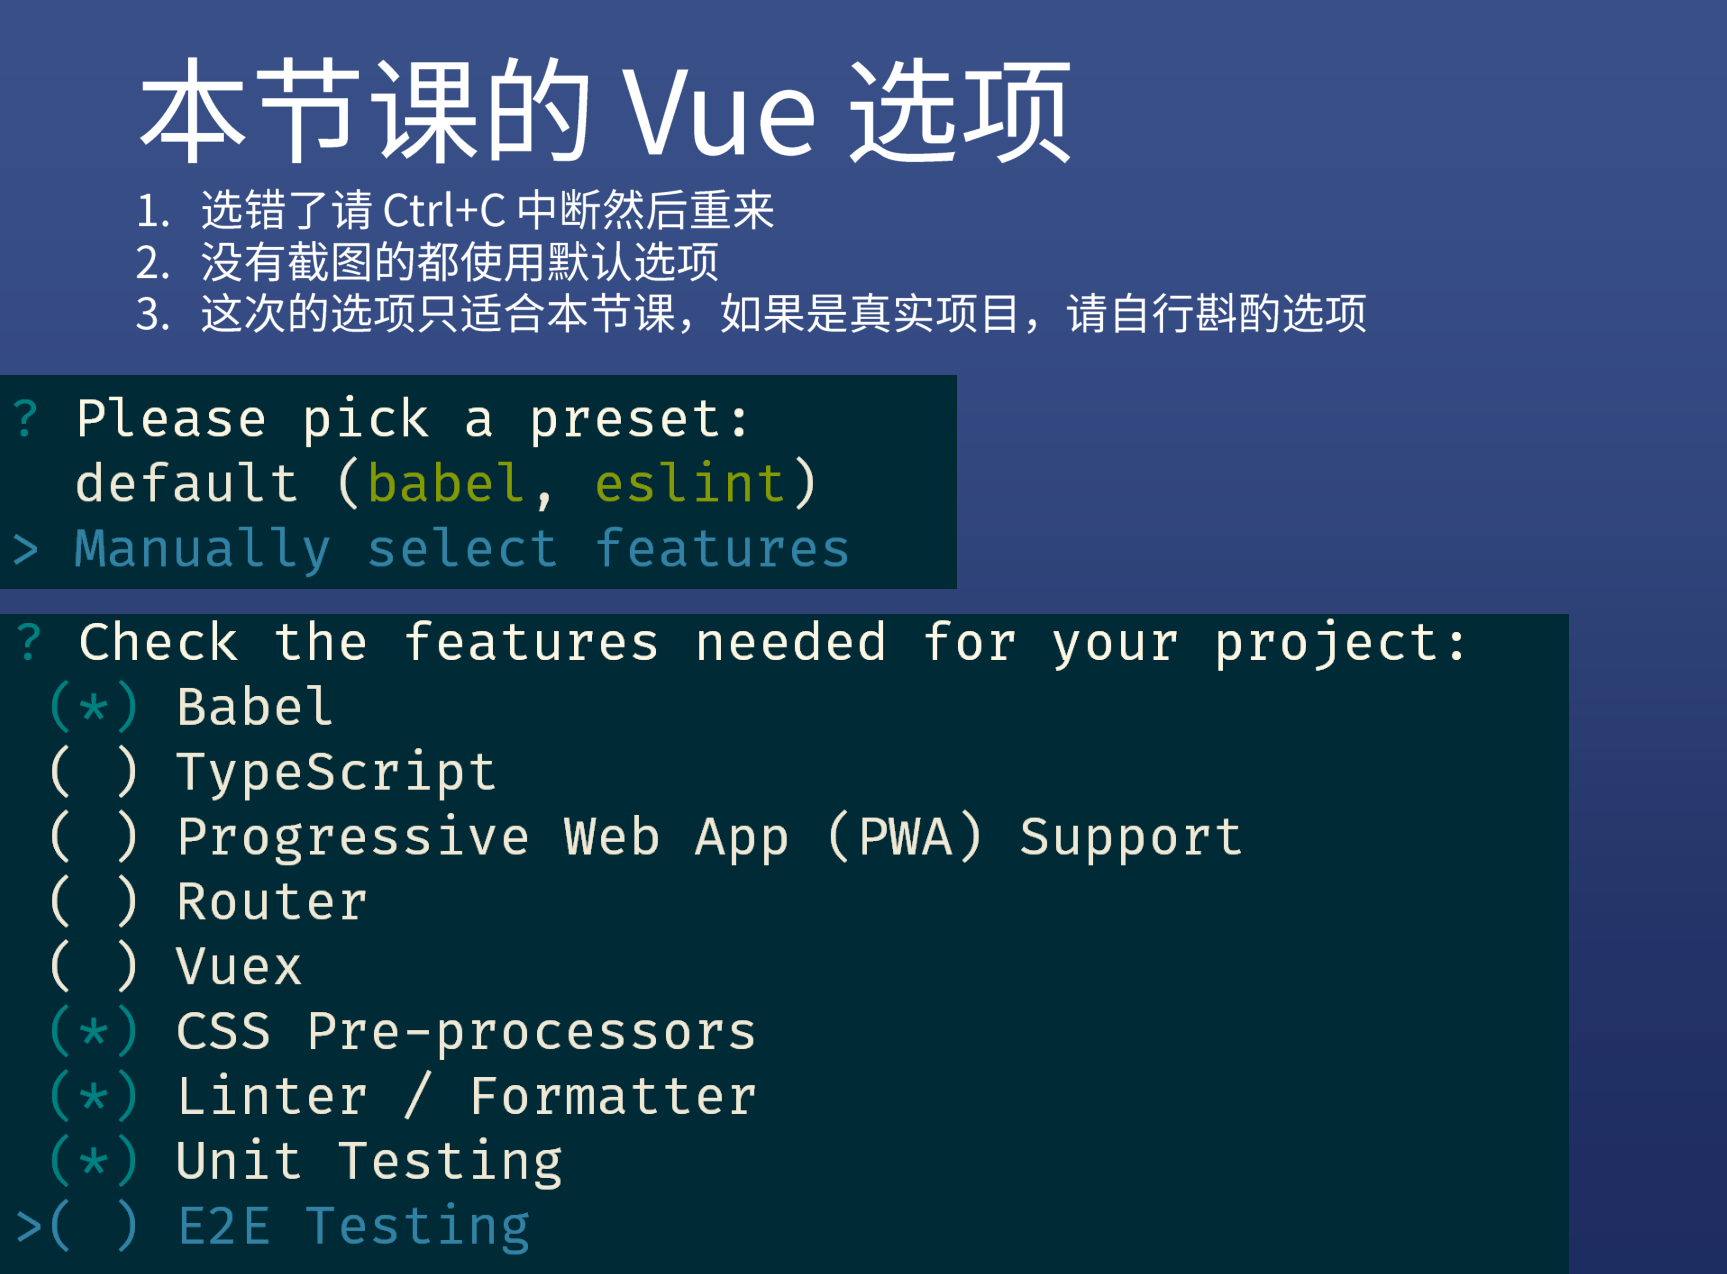 本节课的 Vue 选项
1. 选错了请 Ctrl+C 中断然后重来
2. 没有截图的都使用默认选项
3. 这次的选项只适合本节课，如果是真实项目，请自行斟酌选项
? Please pick a preset:
default (babel, eslint)
> Manually select features
? Check the features needed for your project:
(*) Babel
( ) TypeScript
( ) Progressive Web App (PWA) Support
( ) Router
( ) Vuex
(*) CSS Pre-processors
(*) Linter / Formatter
(*) Unit Testing
>( ) E2E Testing